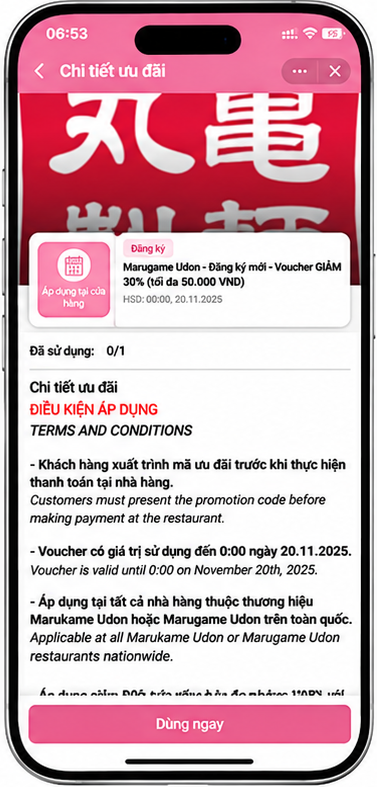 06:53
95
Chi tiết ưu đãi
丸亀
製麺
Đăng ký
Marugame Udon - Đăng ký mới - Voucher GIẢM
30% (tối đa 50.000 VND)
HSD: 00:00, 20.11.2025
Áp dụng tại cửa
hàng
Đã sử dụng: 0/1
Chi tiết ưu đãi
ĐIỀU KIỆN ÁP DỤNG
TERMS AND CONDITIONS
- Khách hàng xuất trình mã ưu đãi trước khi thực hiện
thanh toán tại nhà hàng.
Customers must present the promotion code before
making payment at the restaurant.
- Voucher có giá trị sử dụng đến 0:00 ngày 20.11.2025.
Voucher is valid until 0:00 on November 20th, 2025.
- Áp dụng tại tất cả nhà hàng thuộc thương hiệu
Marukame Udon hoặc Marugame Udon trên toàn quốc.
Applicable at all Marukame Udon or Marugame Udon
restaurants nationwide.
Dùng ngay